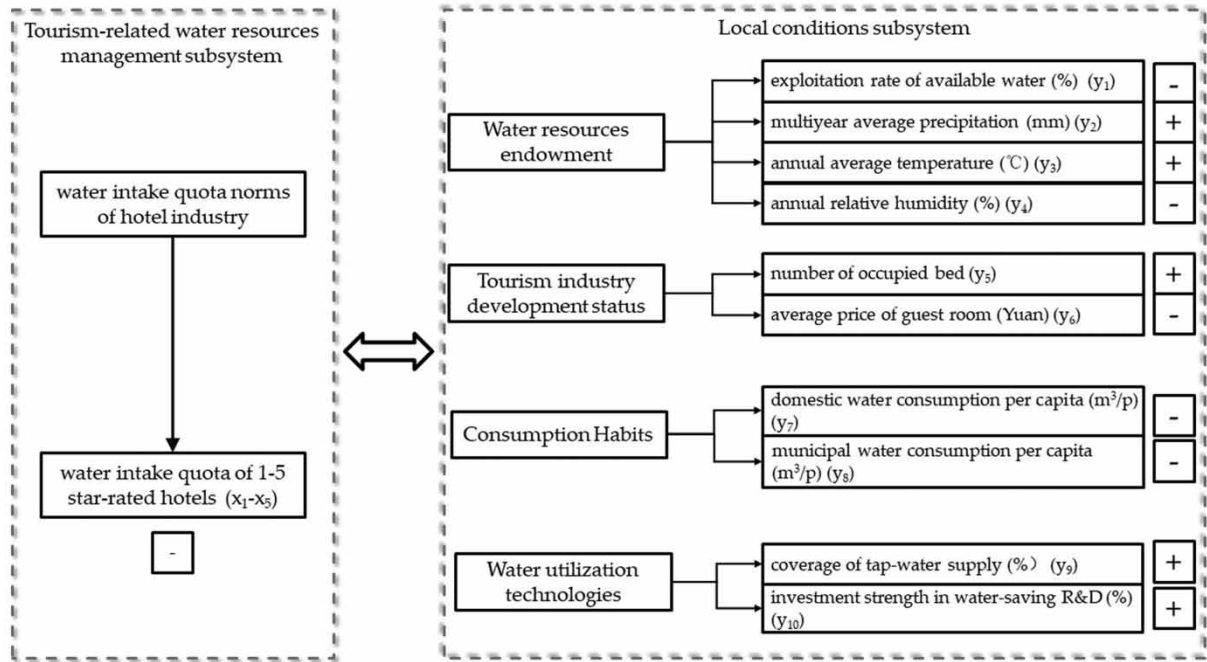 Tourism-related water resources
management subsystem
water intake quota norms
of hotel industry
water intake quota of 1-5
star-rated hotels (x₁-x₅)
-
Local conditions subsystem
Water resources
endowment
exploitation rate of available water (%) (y₁)
-
multiyear average precipitation (mm) (y₂)
+
annual average temperature (℃) (y₃)
+
annual relative humidity (%) (y₄)
-
Tourism industry
development status
number of occupied bed (y₅)
+
average price of guest room (Yuan) (y₆)
-
Consumption Habits
domestic water consumption per capita (m³/p)
(y₇)
-
municipal water consumption per capita
(m³/p) (y₈)
-
Water utilization
technologies
coverage of tap-water supply (%) (y₉)
+
investment strength in water-saving R&D (%)
(y₁₀)
+